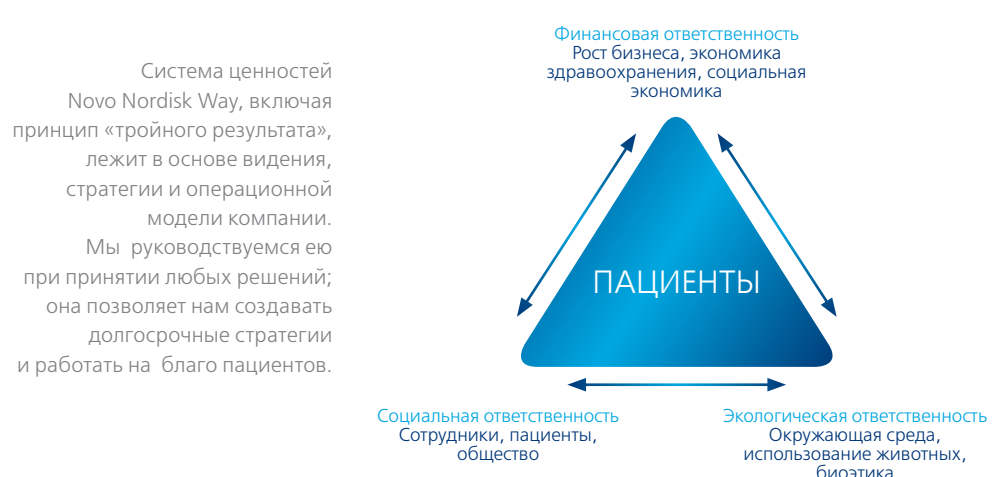 Система ценностей
Novo Nordisk Way, включая
принцип «тройного результата»,
лежит в основе видения,
стратегии и операционной
модели компании.
Мы руководствуемся ею
при принятии любых решений;
она позволяет нам создавать
долгосрочные стратегии
и работать на благо пациентов.
Финансовая ответственность
Рост бизнеса, экономика
здравоохранения, социальная
экономика
ПАЦИЕНТЫ
Социальная ответственность
Сотрудники, пациенты,
общество
Экологическая ответственность
Окружающая среда,
использование животных,
биоэтика